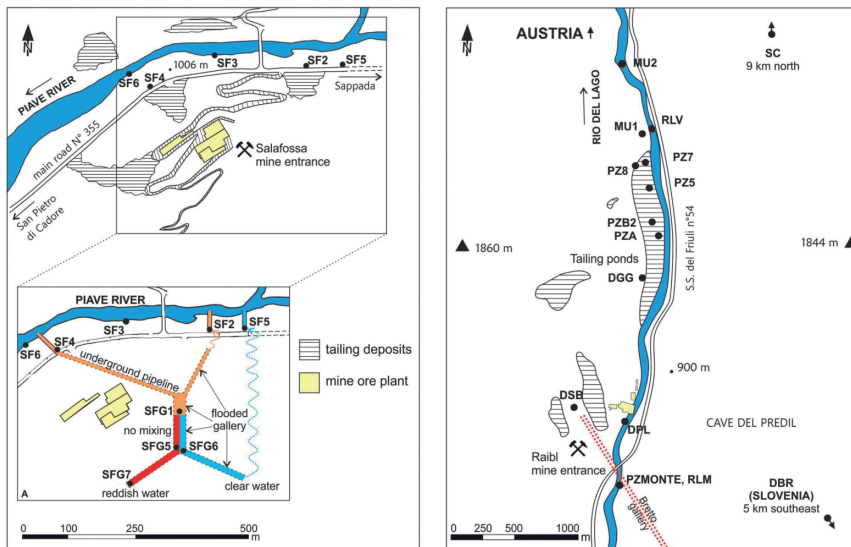 N
1006 m
SF3
SF2
SF5
SF6
SF4
Sappada
PIAVE RIVER
main road N° 355
Salafossa
mine entrance
San Pietro
di Cadore
PIAVE RIVER
SF3
SF2
SF5
SF6
SF4
underground pipeline
flooded
gallery
SFG1
no mixing
SFG5
SFG6
SFG7
reddish water
clear water
A
tailing deposits
mine ore plant
0
100
250
500
m
N
AUSTRIA
SC
9 km north
MU2
RIO DEL LAGO
MU1
RLV
PZ7
PZ8
PZ5
PZB2
PZA
1860 m
1844 m
S.S. del Friuli n°54
Tailing ponds
DGG
900 m
DSB
DPL
CAVE DEL PREDIL
Raibl
mine entrance
PZMONTE, RLM
Bretto
gallery
DBR
(SLOVENIA)
5 km southeast
0
250
500
1000 m